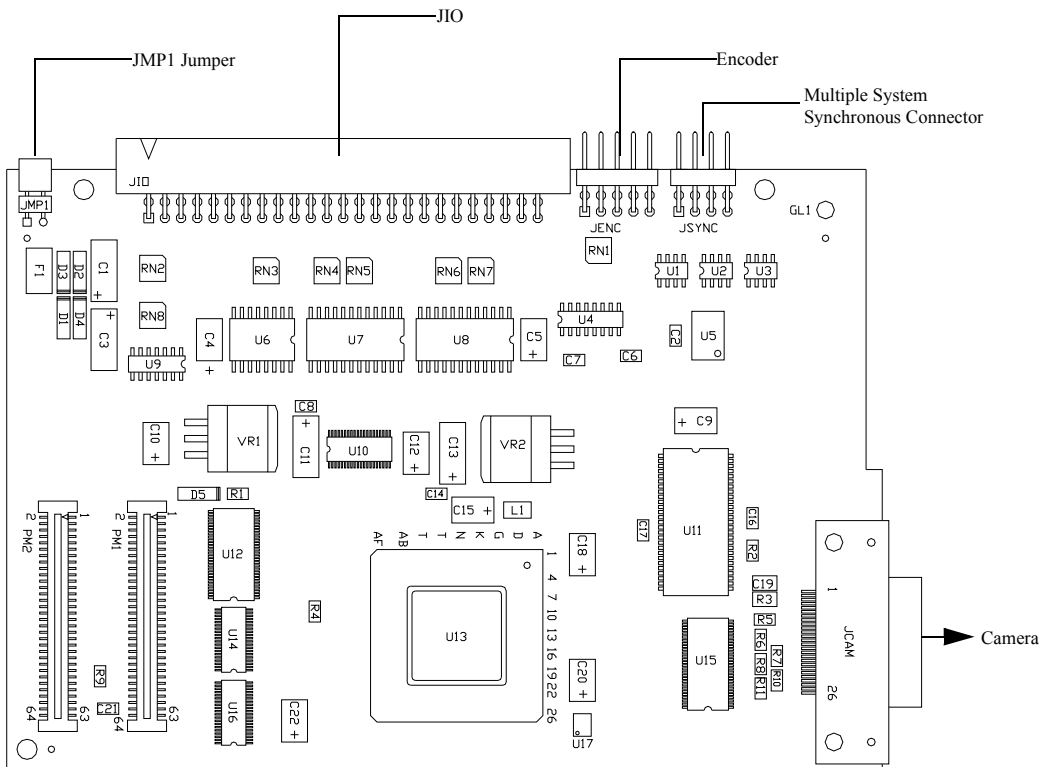 JIO
JMP1 Jumper
Encoder
Multiple System
Synchronous Connector
JIO
JMP1
JENC
JSYNC
GL1
RN1
F1
D3
D2
C1
+
RN2
RN3
RN4
RN5
RN6
RN7
U1
U2
U3
D1
D4
+
C3
RN8
U9
C4
+
U6
U7
U8
C5
+
U4
C7
C6
C2
U5
C10
+
VR1
C8
+
C11
U10
C12
+
C13
+
VR2
+ C9
D5
R1
C14
C15 +
L1
2
1
PM2
2
1
PM1
U12
AF
AB
T
T
N
K
G
D
A
1
4
7
10
13
16
19
22
26
C18
+
C17
U11
C16
R2
C19
R3
R5
R6
R7
R8
R10
R11
1
JCAM
26
Camera
R4
U13
U14
U15
R9
C21
64
63
64
63
U16
C22
+
C20
+
U17